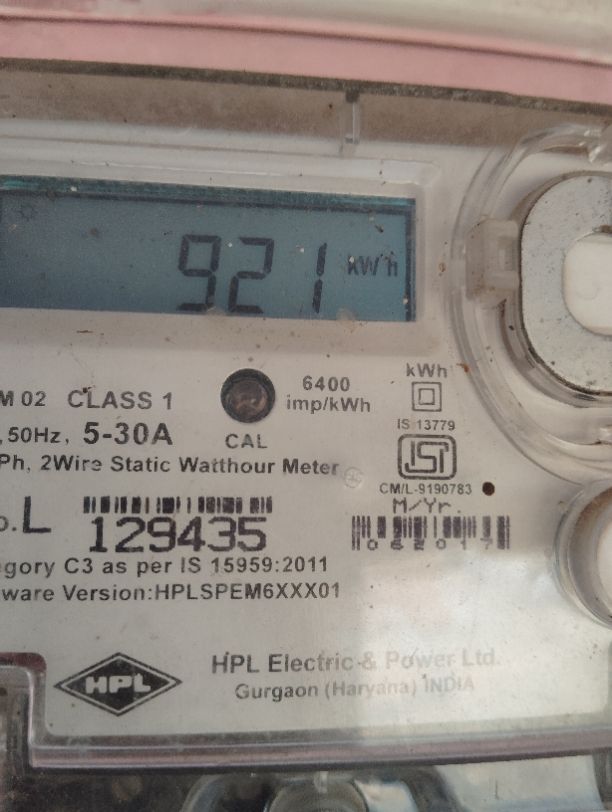 921 kWh
M 02 CLASS 1
6400
imp/kWh
kWh
, 50Hz, 5-30A
CAL
IS 13779
Ph, 2Wire Static Watthour Meter
ISI
CM/L-9190783
M/Yr.
o. L 129435
062017
gory C3 as per IS 15959:2011
ware Version:HPLSPEM6XXX01
HPL
HPL Electric & Power Ltd.
Gurgaon (Haryana) INDIA